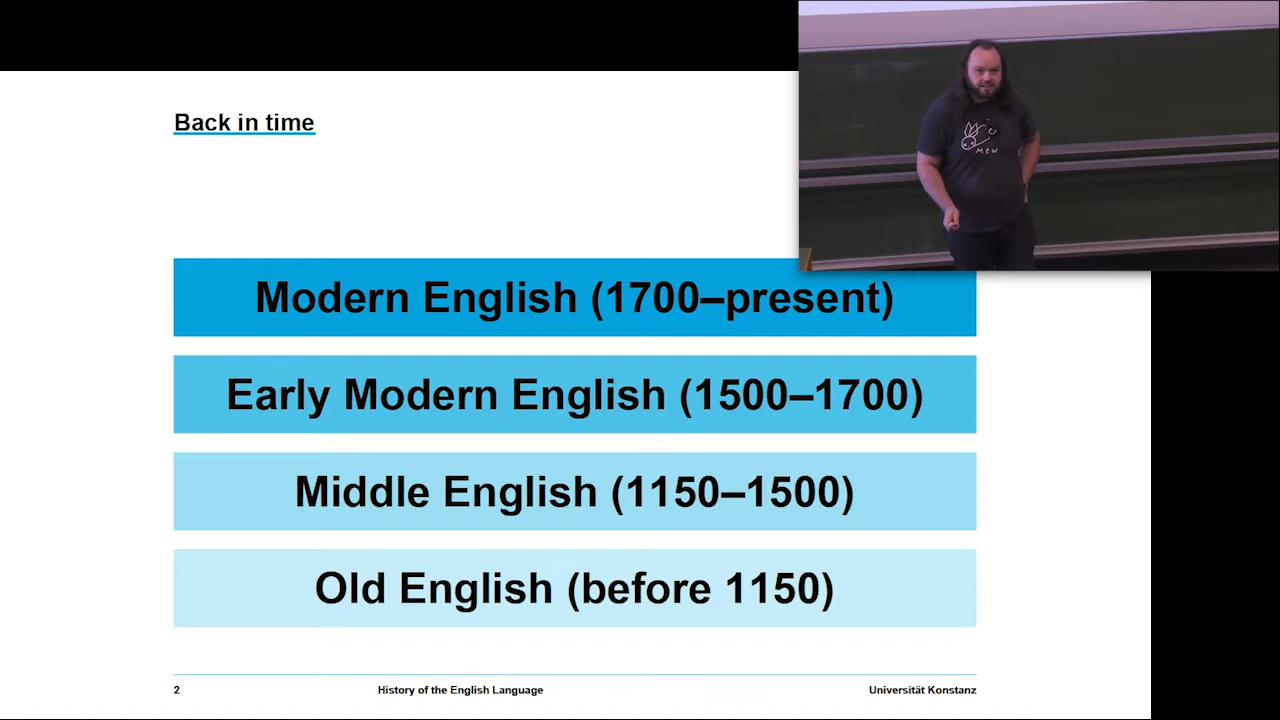 Back in time
MEW
Modern English (1700–present)
Early Modern English (1500–1700)
Middle English (1150–1500)
Old English (before 1150)
2 History of the English Language Universität Konstanz